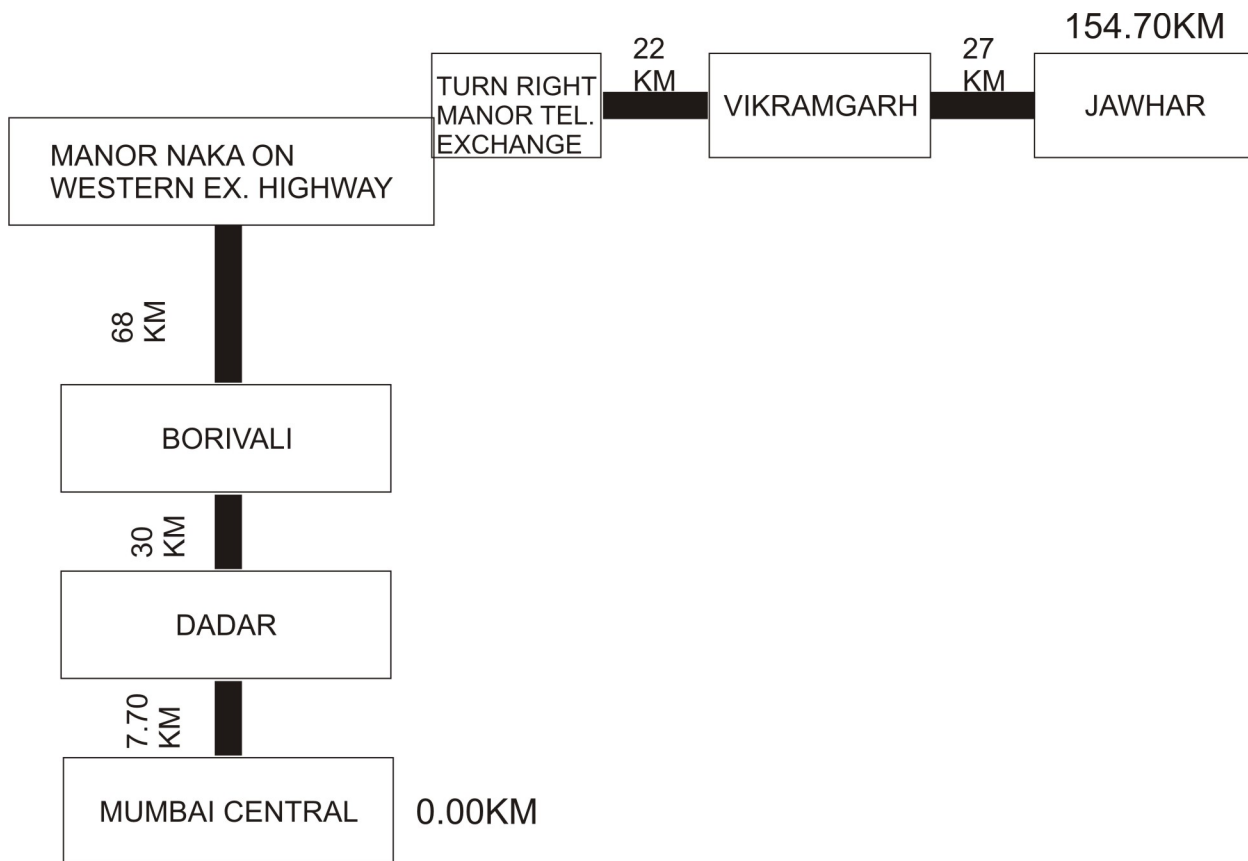 154.70KM
22
KM
27
KM
TURN RIGHT
MANOR TEL.
EXCHANGE
VIKRAMGARH
JAWHAR
MANOR NAKA ON
WESTERN EX. HIGHWAY
68
KM
BORIVALI
30
KM
DADAR
7.70
KM
MUMBAI CENTRAL
0.00KM